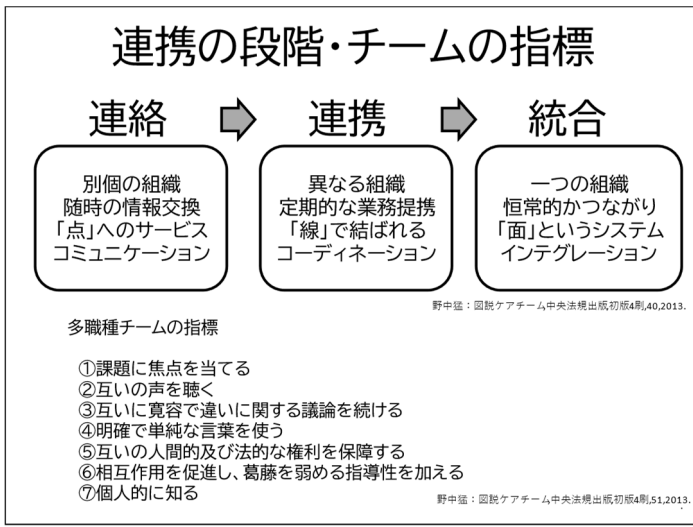 連携の段階・チームの指標
連絡 連携 統合
別個の組織
随時の情報交換
「点」へのサービス
コミュニケーション
異なる組織
定期的な業務提携
「線」で結ばれる
コーディネーション
一つの組織
恒常的かつながり
「面」というシステム
インテグレーション
野中猛：図説ケアチーム中央法規出版,初版4刷,40,2013.
多職種チームの指標
①課題に焦点を当てる
②互いの声を聴く
③互いに寛容で違いに関する議論を続ける
④明確で単純な言葉を使う
⑤互いの人間的及び法的な権利を保障する
⑥相互作用を促進し、葛藤を弱める指導性を加える
⑦個人的に知る
野中猛：図説ケアチーム,中央法規出版,初版4刷,51,2013.